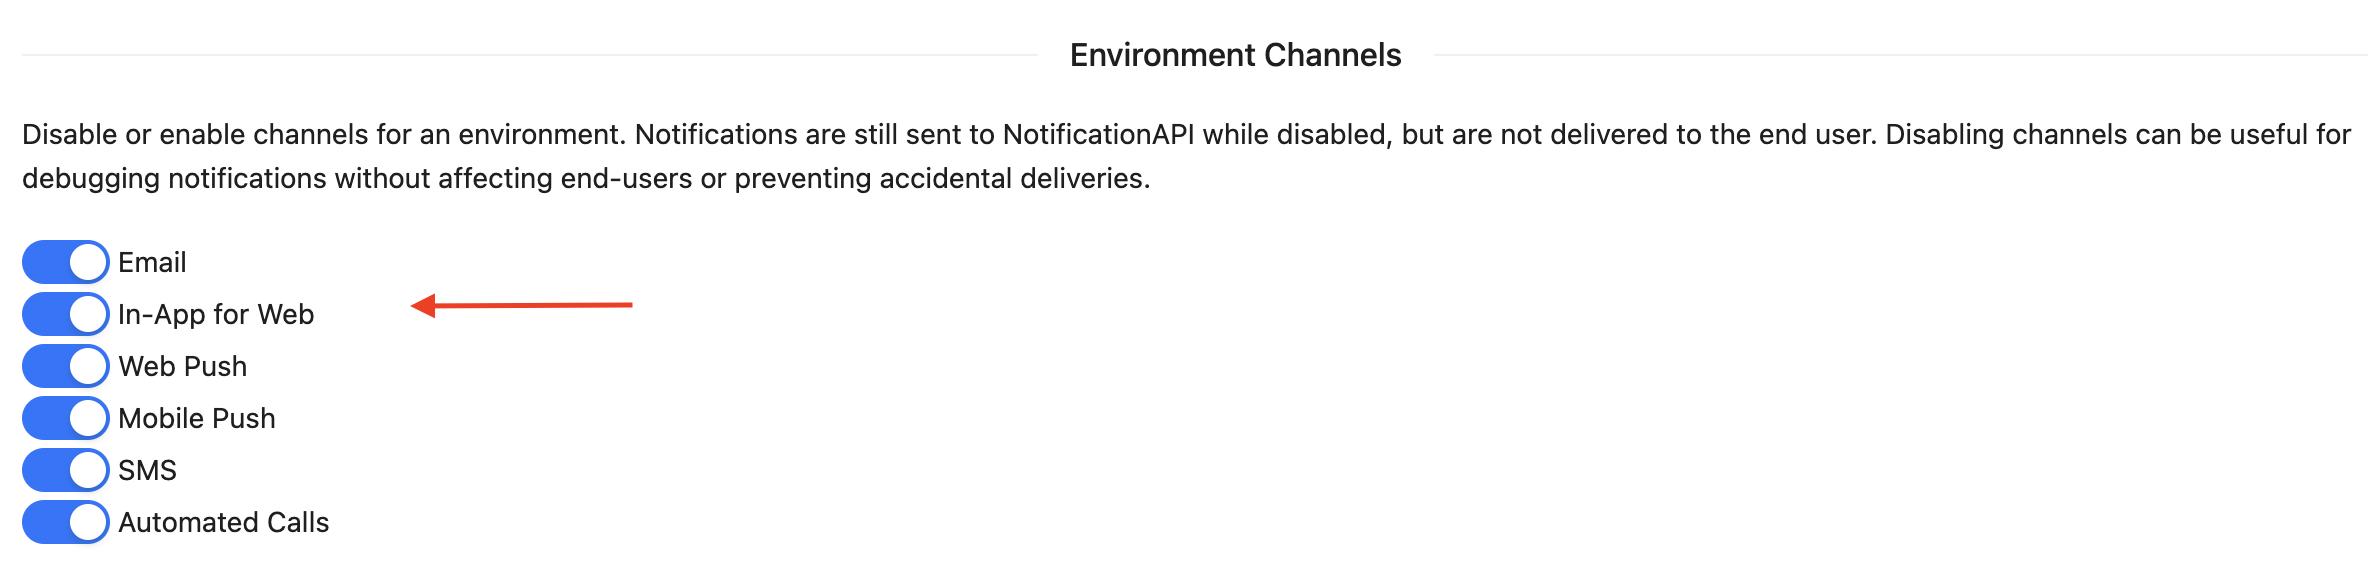 Environment Channels
Disable or enable channels for an environment. Notifications are still sent to NotificationAPI while disabled, but are not delivered to the end user. Disabling channels can be useful for
debugging notifications without affecting end-users or preventing accidental deliveries.
Email
In-App for Web
Web Push
Mobile Push
SMS
Automated Calls